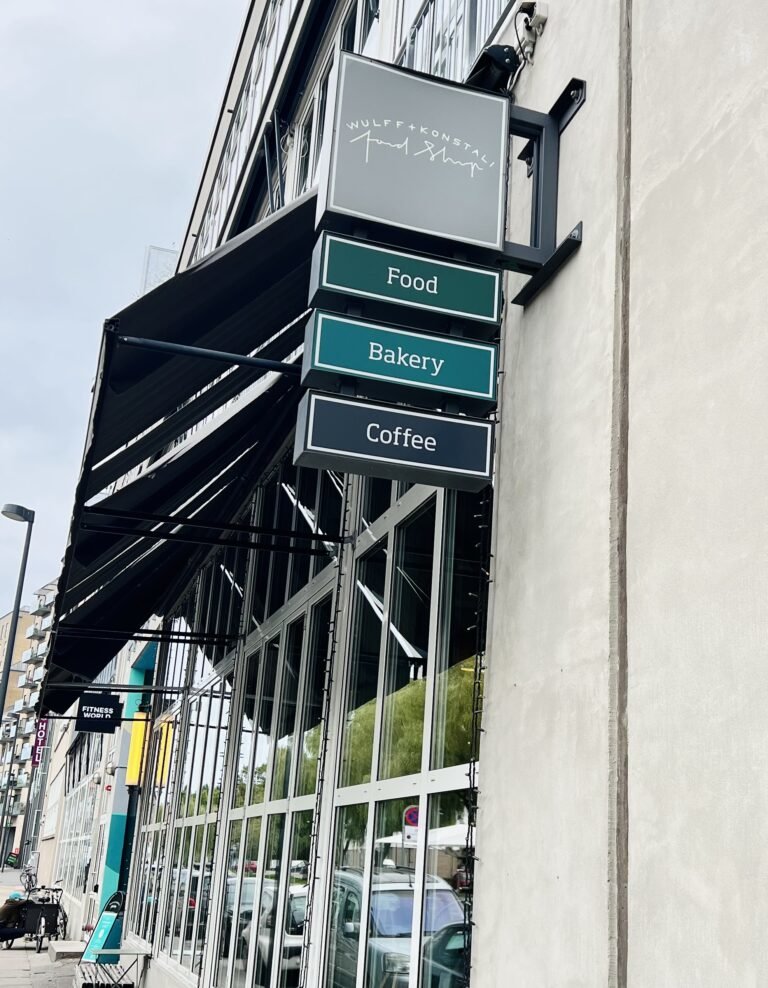 WULFF+KONSTALI
Food Shop
Food
Bakery
Coffee
FITNESS
WORLD
HOTEL